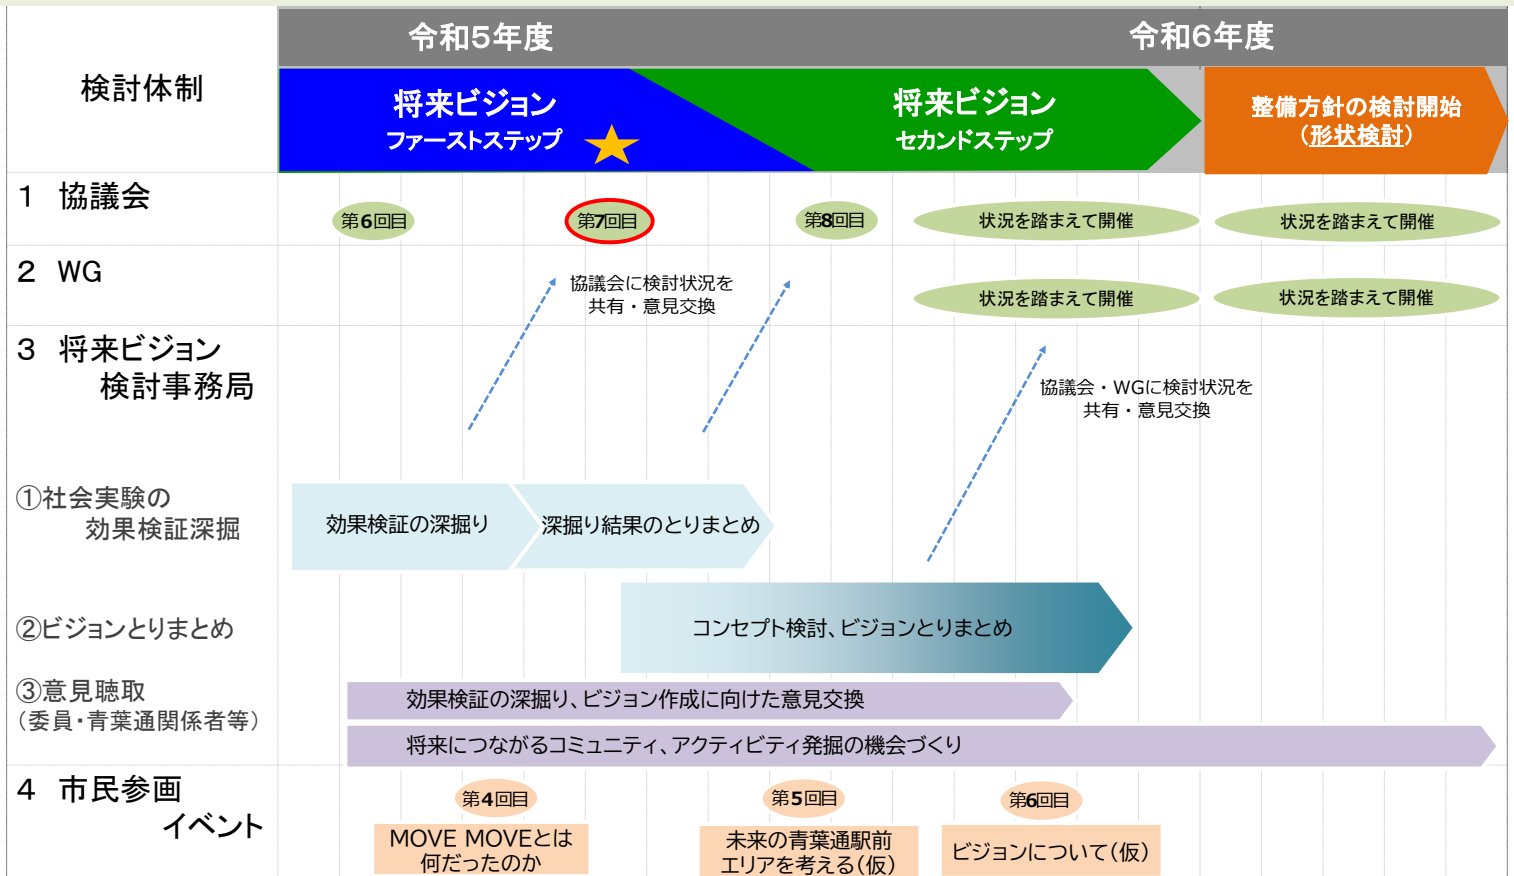 検討体制
令和5年度
令和6年度
将来ビジョン
ファーストステップ
将来ビジョン
セカンドステップ
整備方針の検討開始
（形状検討）
1 協議会
第6回目
第7回目
第8回目
状況を踏まえて開催
状況を踏まえて開催
2 WG
協議会に検討状況を
共有・意見交換
状況を踏まえて開催
状況を踏まえて開催
3 将来ビジョン
検討事務局
協議会・WGに検討状況を
共有・意見交換
①社会実験の
効果検証深掘
効果検証の深掘り
深掘り結果のとりまとめ
②ビジョンとりまとめ
コンセプト検討、ビジョンとりまとめ
③意見聴取
（委員・青葉通関係者等）
効果検証の深掘り、ビジョン作成に向けた意見交換
将来につながるコミュニティ、アクティビティ発掘の機会づくり
4 市民参画
イベント
第4回目
第5回目
第6回目
MOVE MOVEとは
何だったのか
未来の青葉通駅前
エリアを考える（仮）
ビジョンについて（仮）